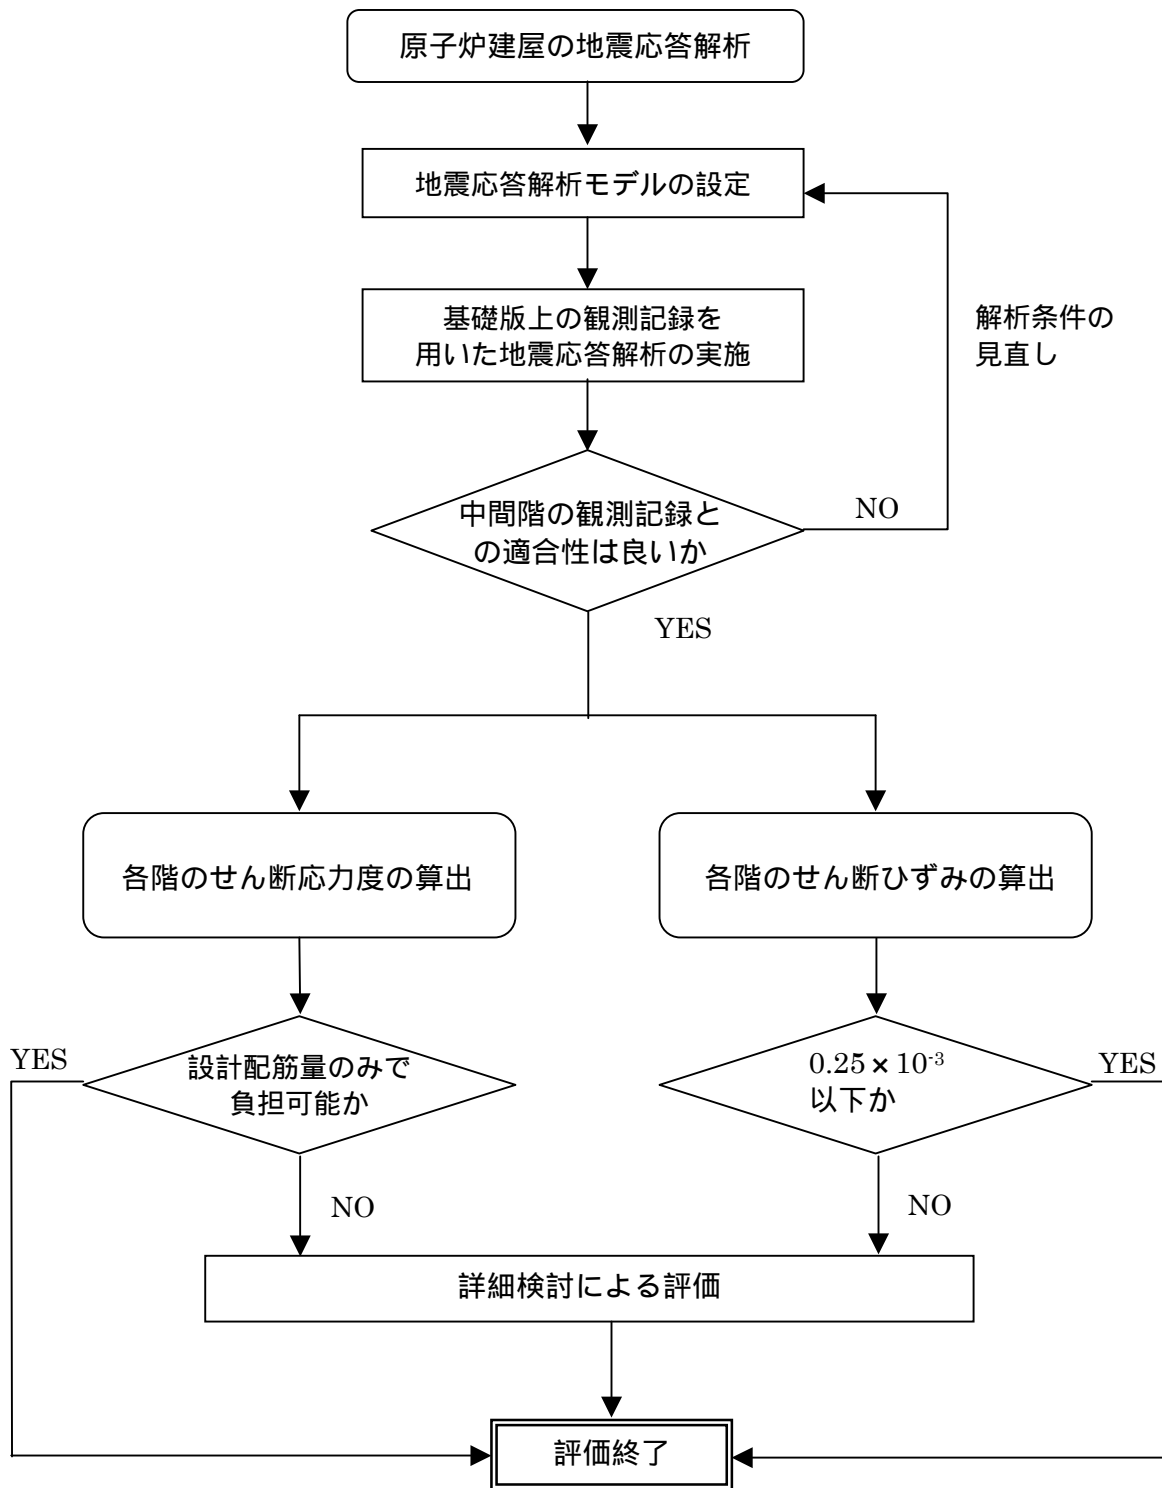 原子炉建屋の地震応答解析
地震応答解析モデルの設定
基礎版上の観測記録を
用いた地震応答解析の実施
解析条件の
見直し
中間階の観測記録と
の適合性は良いか
NO
YES
各階のせん断応力度の算出
各階のせん断ひずみの算出
YES
設計配筋量のみで
負担可能か
0.25×10⁻³
以下か
YES
NO
NO
詳細検討による評価
評価終了